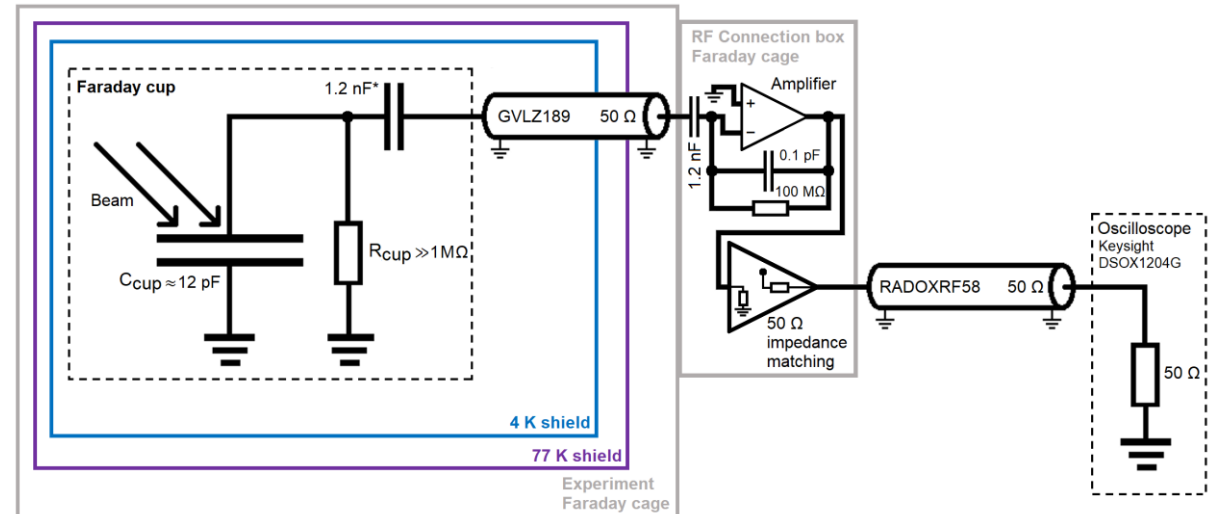 Faraday cup
1.2 nF*
Beam
Ccup ≈ 12 pF
Rcup >> 1MΩ
GVLZ189 50 Ω
4 K shield
77 K shield
Experiment
Faraday cage
RF Connection box
Faraday cage
Amplifier
+
−
1.2 nF
0.1 pF
100 MΩ
50 Ω
impedance
matching
RADOXRF58 50 Ω
Oscilloscope
Keysight
DSOX1204G
50 Ω